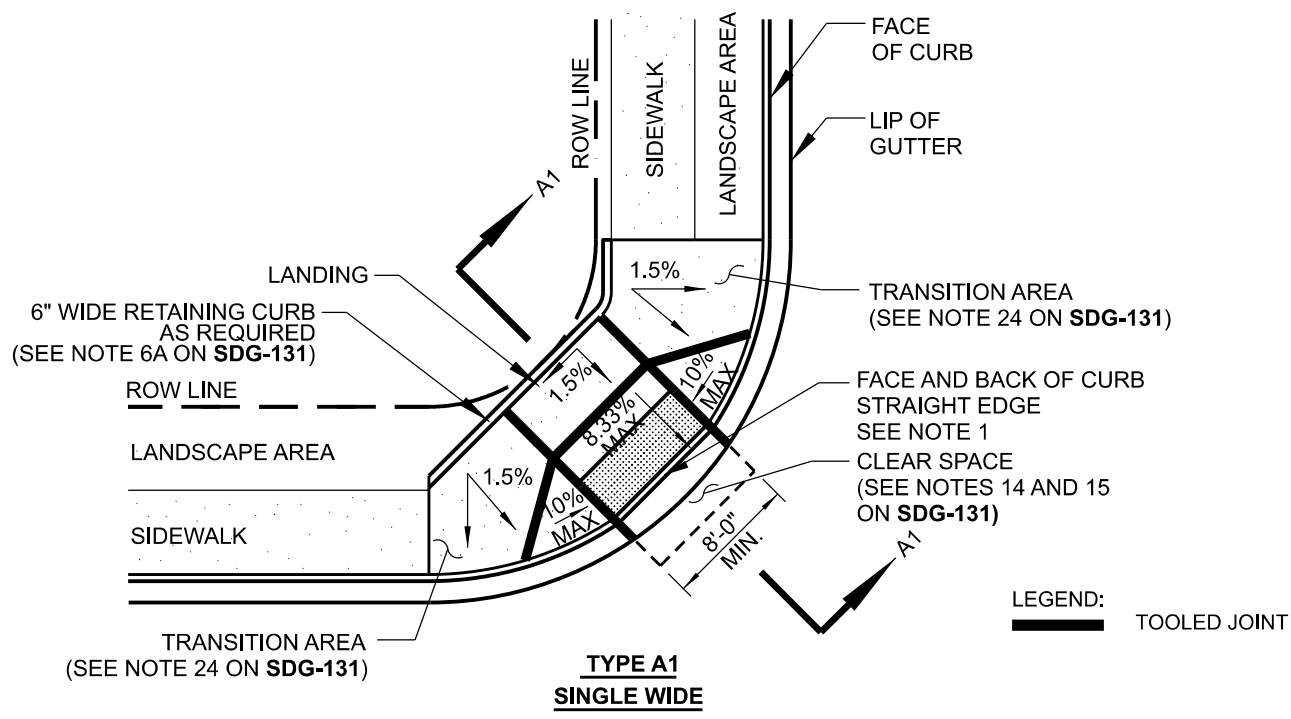 FACE
OF CURB
LIP OF
GUTTER
ROW LINE
SIDEWALK
LANDSCAPE AREA
A1
LANDING
6" WIDE RETAINING CURB
AS REQUIRED
(SEE NOTE 6A ON SDG-131)
ROW LINE
LANDSCAPE AREA
SIDEWALK
1.5%
TRANSITION AREA
(SEE NOTE 24 ON SDG-131)
1.5%
8.33%
MAX
10%
MAX
FACE AND BACK OF CURB
STRAIGHT EDGE
SEE NOTE 1
CLEAR SPACE
(SEE NOTES 14 AND 15
ON SDG-131)
1.5%
10%
MAX
8'-0"
MIN.
A1
LEGEND:
TOOLED JOINT
TRANSITION AREA
(SEE NOTE 24 ON SDG-131)
TYPE A1
SINGLE WIDE